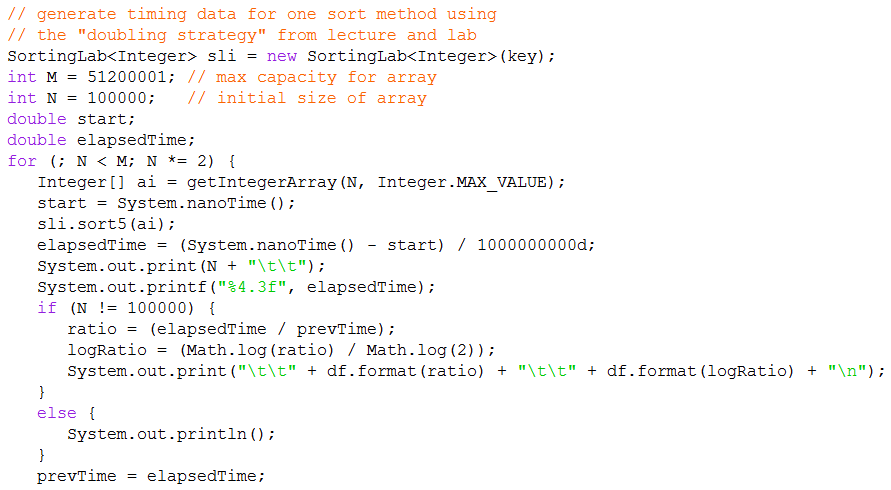 // generate timing data for one sort method using
// the "doubling strategy" from lecture and lab
SortingLab<Integer> sli = new SortingLab<Integer>(key);
int M = 51200001; // max capacity for array
int N = 100000;   // initial size of array
double start;
double elapsedTime;
for (; N < M; N *= 2) {
   Integer[] ai = getIntegerArray(N, Integer.MAX_VALUE);
   start = System.nanoTime();
   sli.sort5(ai);
   elapsedTime = (System.nanoTime() - start) / 1000000000d;
   System.out.print(N + "\t\t");
   System.out.printf("%4.3f", elapsedTime);
   if (N != 100000) {
      ratio = (elapsedTime / prevTime);
      logRatio = (Math.log(ratio) / Math.log(2));
      System.out.print("\t\t" + df.format(ratio) + "\t\t" + df.format(logRatio) + "\n");
   }
   else {
      System.out.println();
   }
   prevTime = elapsedTime;